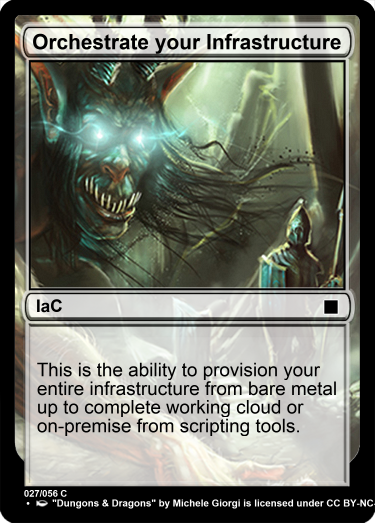 Orchestrate your Infrastructure
IaC
This is the ability to provision your
entire infrastructure from bare metal
up to complete working cloud or
on-premise from scripting tools.
027/056 C
• "Dungeons & Dragons" by Michele Giorgi is licensed under CC BY-NC-